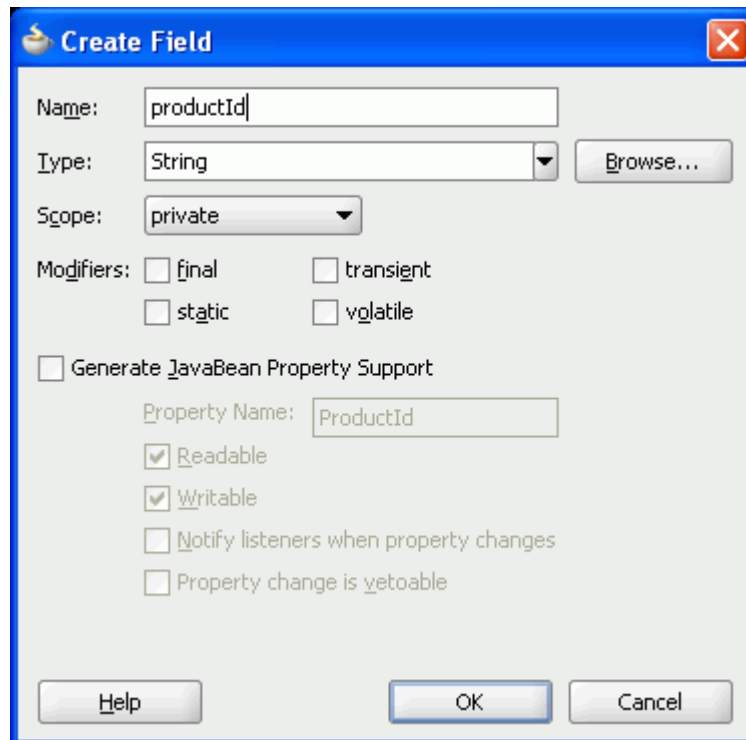 Create Field
Name: productId
Type: String Browse...
Scope: private
Modifiers: final transient
static volatile
Generate JavaBean Property Support
Property Name: ProductId
Readable
Writable
Notify listeners when property changes
Property change is vetoable
Help OK Cancel